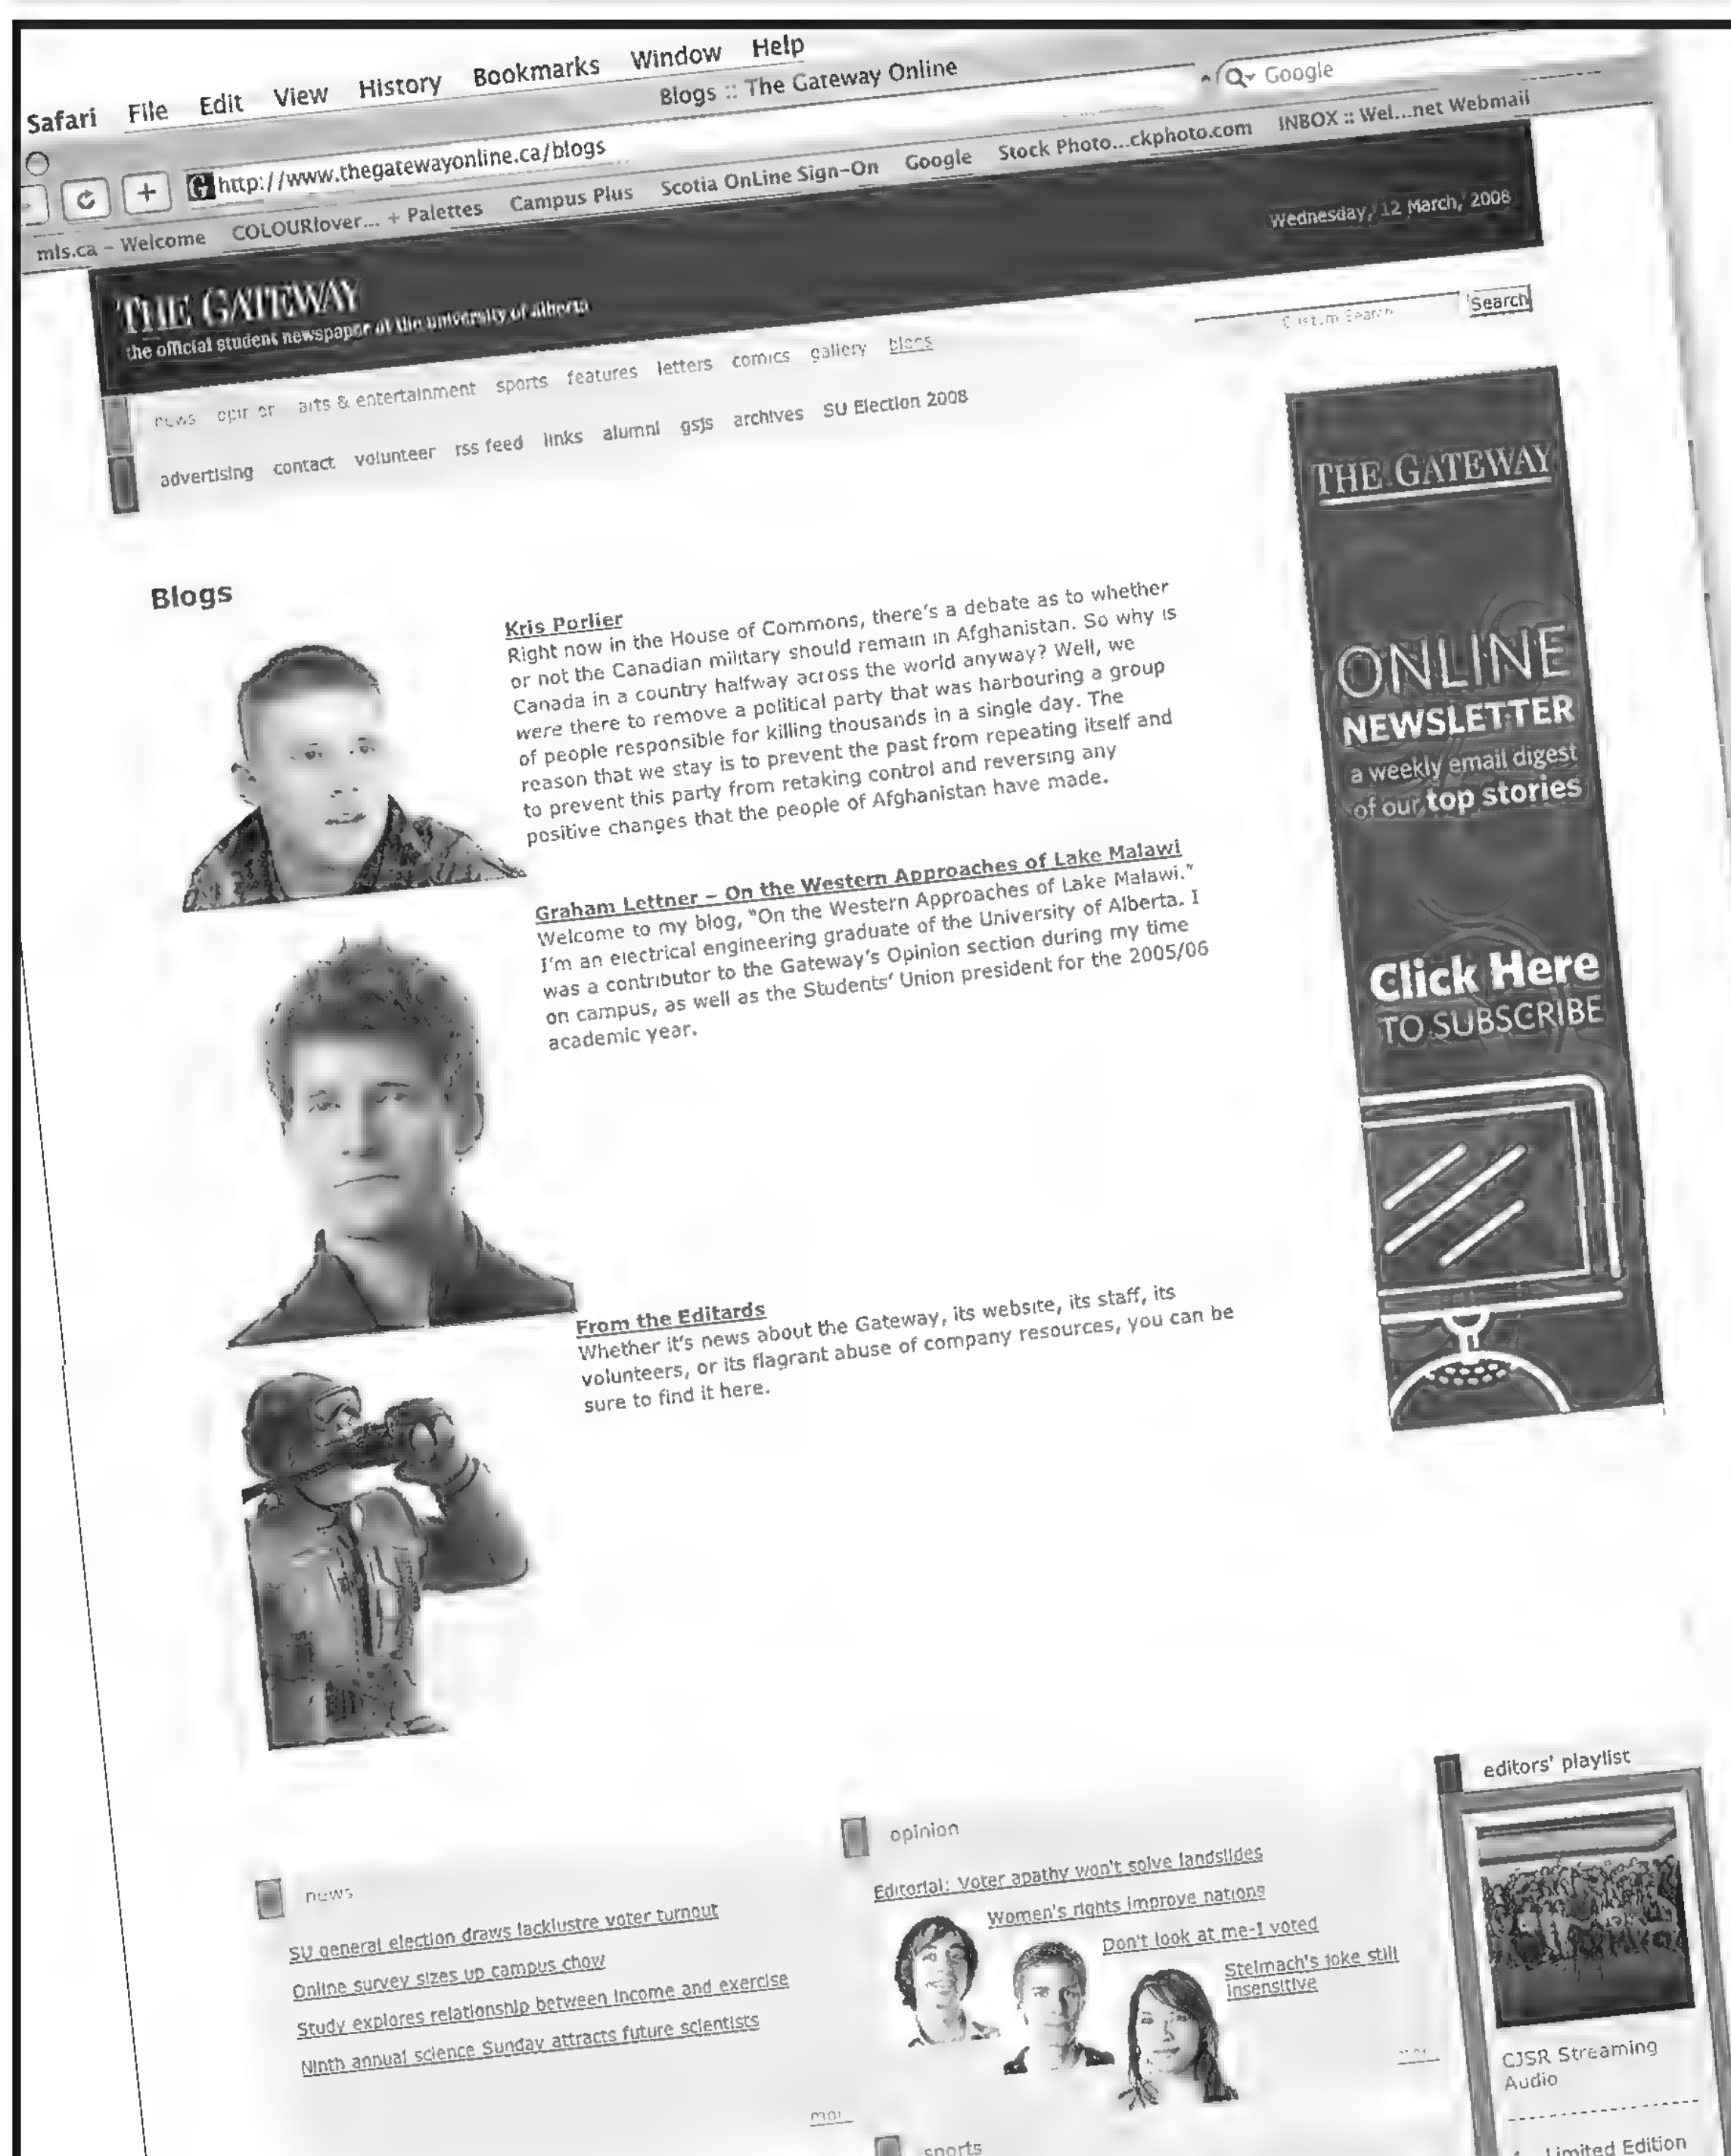 Safari File Edit View History Bookmarks Window Help
Blogs :: The Gateway Online
http://www.thegatewayonline.ca/blogs
Google
mls.ca – Welcome COLOURlover... + Palettes Campus Plus Scotia OnLine Sign-On Google Stock Photo...ckphoto.com INBOX :: Wel...net Webmail
Wednesday, 12 March, 2008
THE GATEWAY
the official student newspaper at the university of alberta
Custom Search
Search
news opinion arts & entertainment sports features letters comics gallery blogs
advertising contact volunteer rss feed links alumni gsjs archives SU Election 2008
Blogs
Kris Porlier
Right now in the House of Commons, there's a debate as to whether
or not the Canadian military should remain in Afghanistan. So why is
Canada in a country halfway across the world anyway? Well, we
were there to remove a political party that was harbouring a group
of people responsible for killing thousands in a single day. The
reason that we stay is to prevent the past from repeating itself and
to prevent this party from retaking control and reversing any
positive changes that the people of Afghanistan have made.
Graham Lettner – On the Western Approaches of Lake Malawi
Welcome to my blog, "On the Western Approaches of Lake Malawi."
I'm an electrical engineering graduate of the University of Alberta. I
was a contributor to the Gateway's Opinion section during my time
on campus, as well as the Students' Union president for the 2005/06
academic year.
From the Editards
Whether it's news about the Gateway, its website, its staff, its
volunteers, or its flagrant abuse of company resources, you can be
sure to find it here.
THE GATEWAY
ONLINE
NEWSLETTER
a weekly email digest
of our top stories
Click Here
TO SUBSCRIBE
news
SU general election draws lacklustre voter turnout
Online survey sizes up campus chow
Study explores relationship between income and exercise
Ninth annual science Sunday attracts future scientists
opinion
Editorial: Voter apathy won't solve landslides
Women's rights improve nations
Don't look at me-I voted
Stelmach's joke still
insensitive
sports
editors' playlist
CJSR Streaming
Audio
Limited Edition